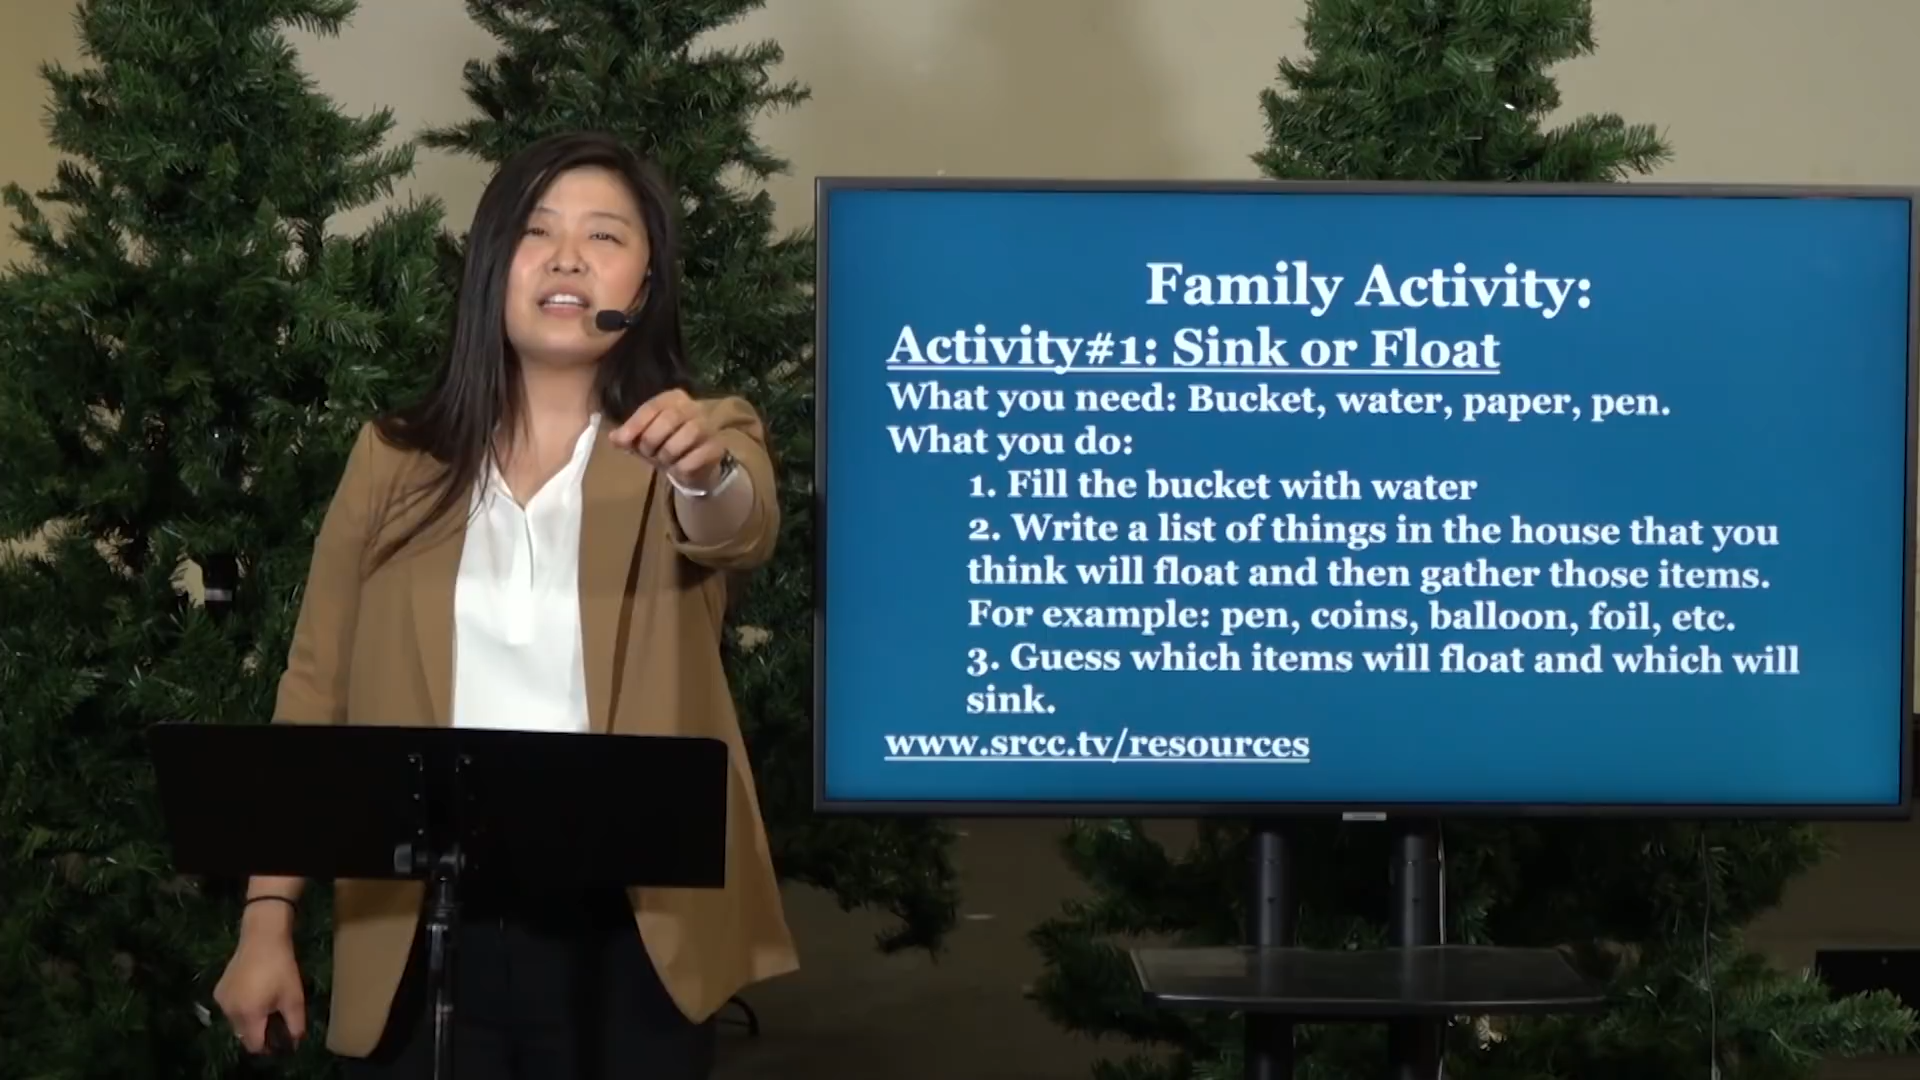 Family Activity:
Activity#1: Sink or Float
What you need: Bucket, water, paper, pen.
What you do:
1. Fill the bucket with water
2. Write a list of things in the house that you
think will float and then gather those items.
For example: pen, coins, balloon, foil, etc.
3. Guess which items will float and which will
sink.
www.srcc.tv/resources